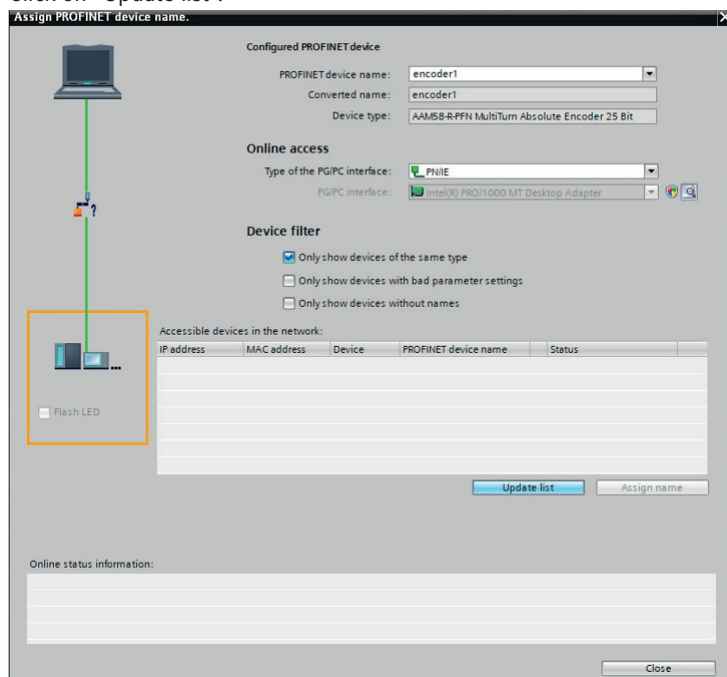 Click on "Update list".
Assign PROFINET device name.
Configured PROFINET device
PROFINET device name: encoder1
Converted name: encoder1
Device type: AAM58-R-PFN MultiTurn Absolute Encoder 25 Bit
Online access
Type of the PG/PC interface: PN/IE
PG/PC interface: Intel(R) PRO/1000 MT Desktop Adapter
?
Device filter
Only show devices of the same type
Only show devices with bad parameter settings
Only show devices without names
Accessible devices in the network:
IP address MAC address Device PROFINET device name Status
...
Flash LED
Update list Assign name
Online status information:
Close